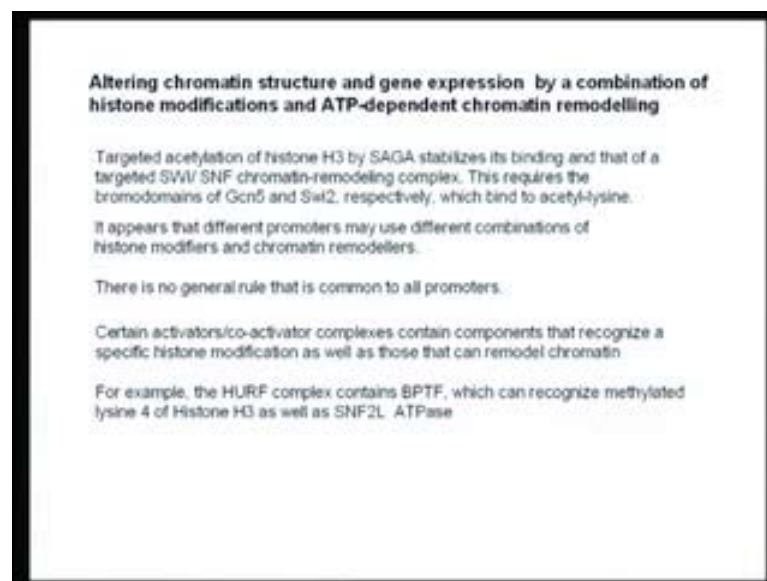 Altering chromatin structure and gene expression by a combination of
histone modifications and ATP-dependent chromatin remodelling
Targeted acetylation of histone H3 by SAGA stabilizes its binding and that of a
targeted SWI/ SNF chromatin-remodeling complex. This requires the
bromodomains of Gcn5 and Swi2, respectively, which bind to acetyl-lysine.
It appears that different promoters may use different combinations of
histone modifiers and chromatin remodellers.
There is no general rule that is common to all promoters.
Certain activators/co-activator complexes contain components that recognize a
specific histone modification as well as those that can remodel chromatin
For example, the HURF complex contains BPTF, which can recognize methylated
lysine 4 of Histone H3 as well as SNF2L ATPase